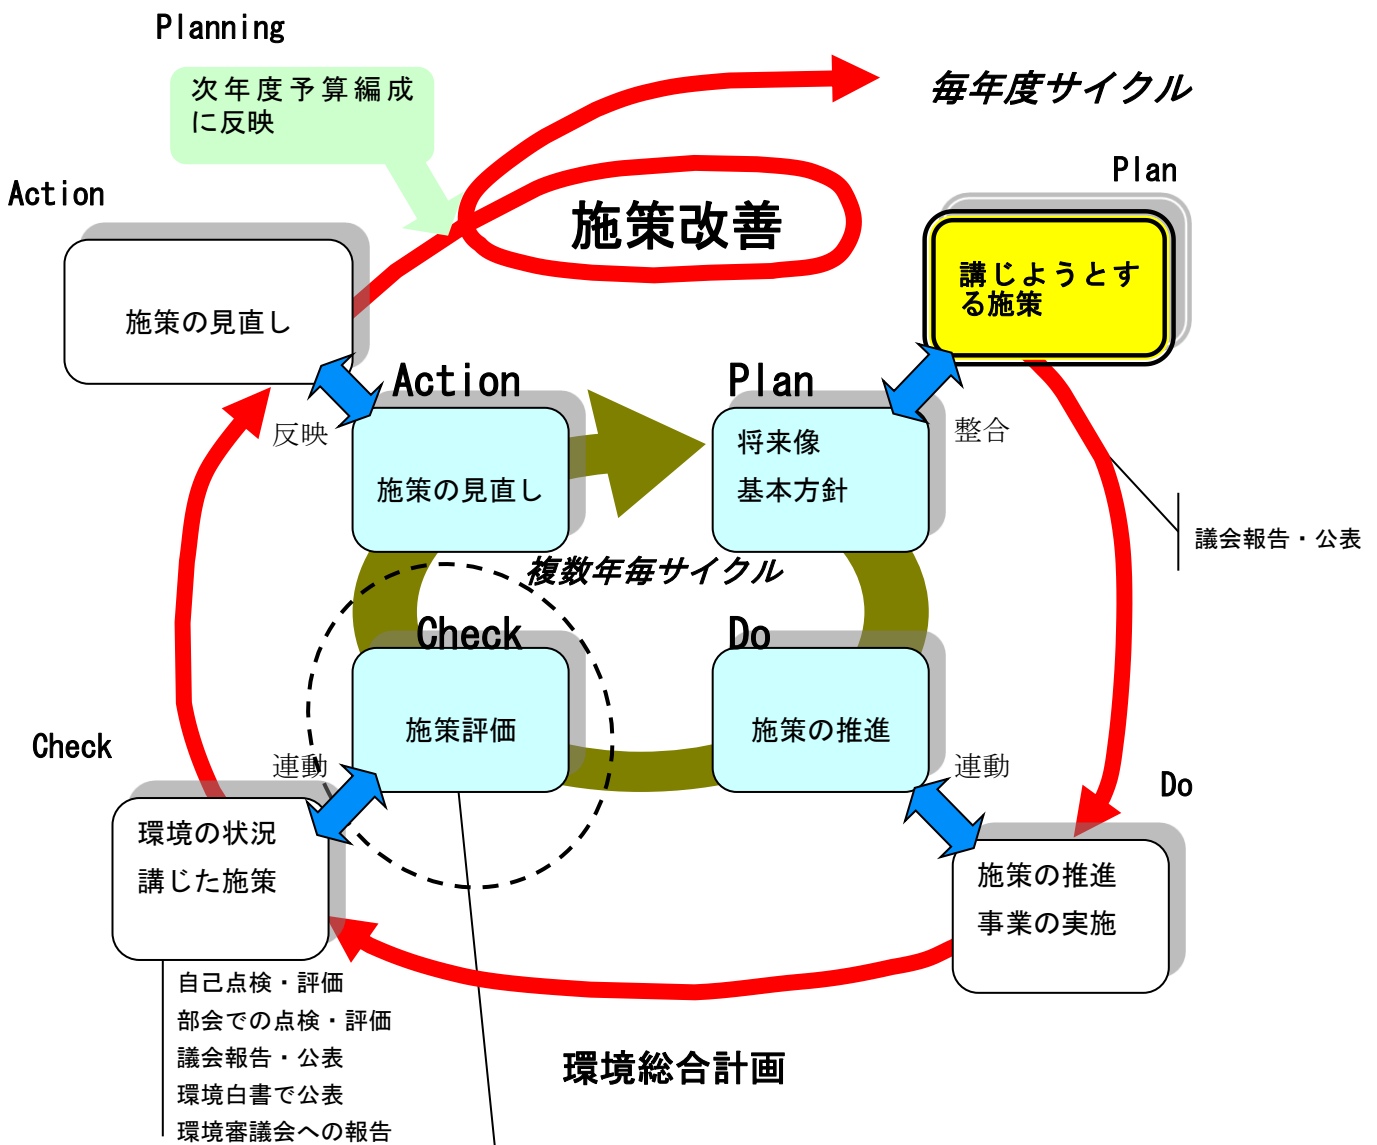 Planning
次年度予算編成
に反映
毎年度サイクル
Action
Plan
施策改善
講じようとす
る施策
施策の見直し
Action
Plan
反映
整合
将来像
基本方針
施策の見直し
議会報告・公表
複数年毎サイクル
Check
Do
施策評価
施策の推進
Check
連動
連動
Do
環境の状況
講じた施策
施策の推進
事業の実施
自己点検・評価
部会での点検・評価
議会報告・公表
環境白書で公表
環境審議会への報告
環境総合計画